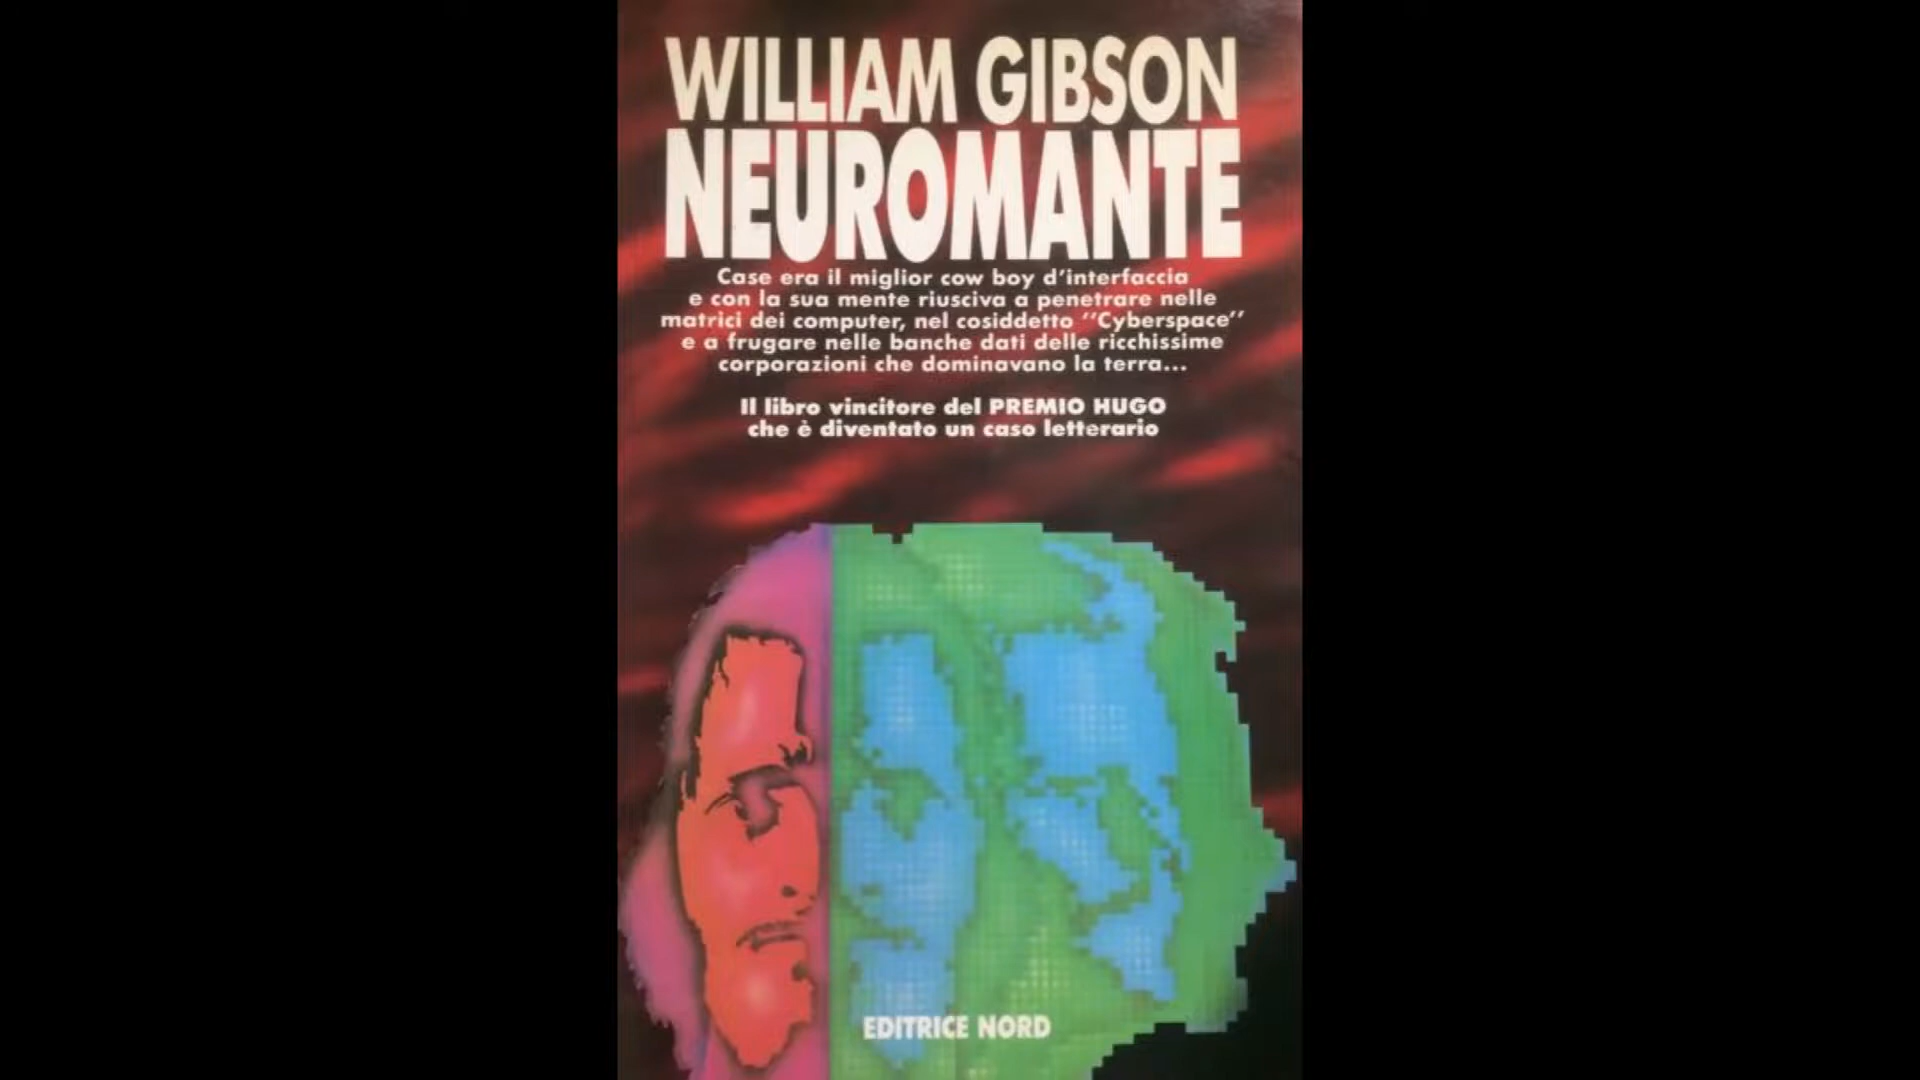 WILLIAM GIBSON
NEUROMANTE
Case era il miglior cow boy d'interfaccia
e con la sua mente riusciva a penetrare nelle
matrici dei computer, nel cosiddetto "Cyberspace"
e a frugare nelle banche dati delle ricchissime
corporazioni che dominavano la terra...
Il libro vincitore del PREMIO HUGO
che è diventato un caso letterario
EDITRICE NORD